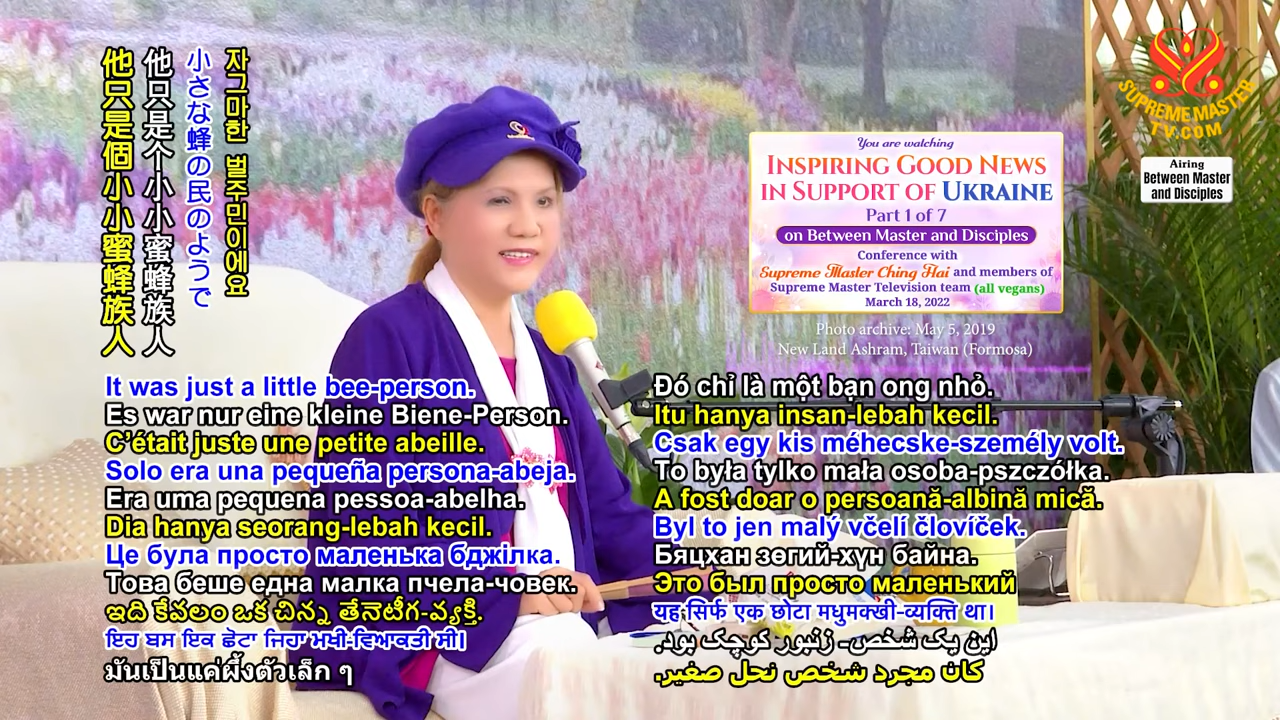 자그마한 벌주민이에요
小さな蜂の民のようで
他只是个小小蜜蜂族人
他只是個小小蜜蜂族人
You are watching
INSPIRING GOOD NEWS
IN SUPPORT OF UKRAINE
Part 1 of 7
on Between Master and Disciples
Conference with
Supreme Master Ching Hai and members of
Supreme Master Television team (all vegans)
March 18, 2022
Photo archive: May 5, 2019
New Land Ashram, Taiwan (Formosa)
SUPREME MASTER
TV.COM
Airing
Between Master
and Disciples
It was just a little bee-person.
Es war nur eine kleine Biene-Person.
C'était juste une petite abeille.
Solo era una pequeña persona-abeja.
Era uma pequena pessoa-abelha.
Dia hanya seorang-lebah kecil.
Це була просто маленька бджілка.
Това беше една малка пчела-човек.
ఇది కేవలం ఒక చిన్న తేనెటీగ-వ్యక్తి.
ਇਹ ਬਸ ਇਕ ਛੋਟਾ ਜਿਹਾ ਮਖੀ-ਵਿਅਕਤੀ ਸੀ।
มันเป็นแค่ผึ้งตัวเล็ก ๆ
Đó chỉ là một bạn ong nhỏ.
Itu hanya insan-lebah kecil.
Csak egy kis méhecske-személy volt.
To była tylko mała osoba-pszczółka.
A fost doar o persoană-albină mică.
Byl to jen malý včelí človíček.
Бяцхан зөгий-хүн байна.
Это был просто маленький
यह सिर्फ एक छोटा मधुमक्खी-व्यक्ति था।
این یک شخص- زنبور کوچک بود.
كان مجرد شخص نحل صغير.